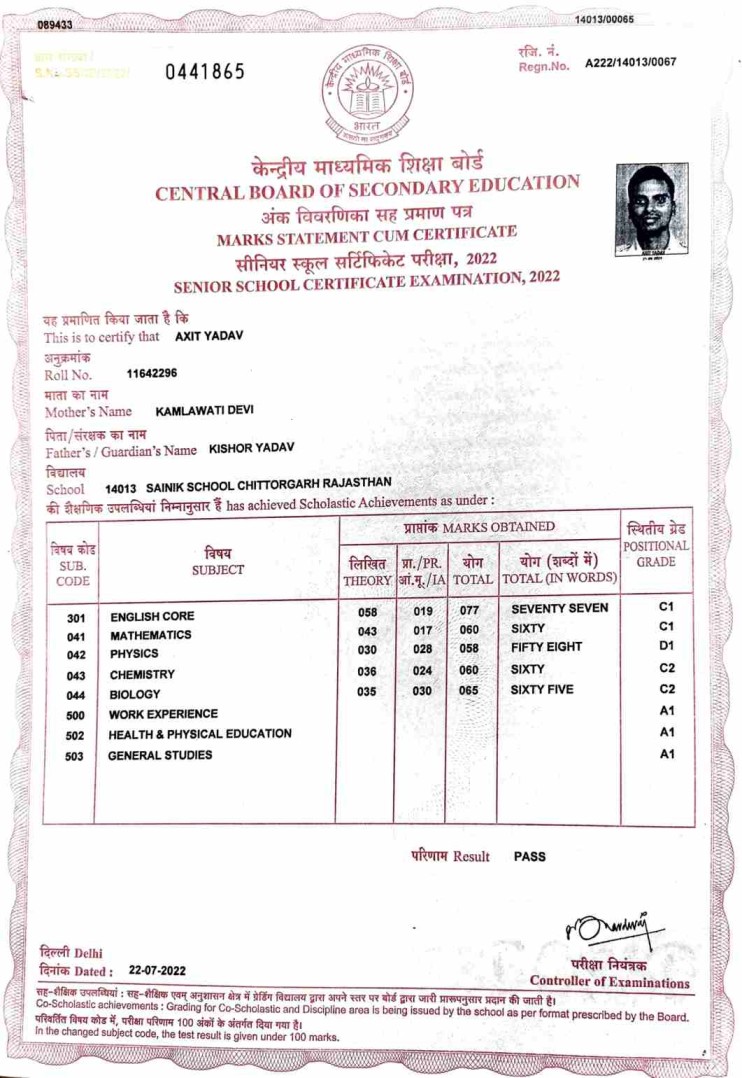 089433
14013/00065
0441865
रजि. नं.
Regn.No. A222/14013/0067
केन्द्रीय माध्यमिक शिक्षा बोर्ड
भारत
केन्द्रीय माध्यमिक शिक्षा बोर्ड
CENTRAL BOARD OF SECONDARY EDUCATION
अंक विवरणिका सह प्रमाण पत्र
MARKS STATEMENT CUM CERTIFICATE
सीनियर स्कूल सर्टिफिकेट परीक्षा, 2022
SENIOR SCHOOL CERTIFICATE EXAMINATION, 2022
AXIT YADAV
यह प्रमाणित किया जाता है कि
This is to certify that AXIT YADAV
अनुक्रमांक
Roll No. 11642296
माता का नाम
Mother's Name KAMLAWATI DEVI
पिता/संरक्षक का नाम
Father's / Guardian's Name KISHOR YADAV
विद्यालय
School 14013 SAINIK SCHOOL CHITTORGARH RAJASTHAN
की शैक्षणिक उपलब्धियां निम्नानुसार हैं has achieved Scholastic Achievements as under :
विषय कोड
SUB.
CODE
विषय
SUBJECT
प्राप्तांक MARKS OBTAINED
लिखित
THEORY
प्रा./PR.
आं.मू./IA
योग
TOTAL
योग (शब्दों में)
TOTAL (IN WORDS)
स्थितीय ग्रेड
POSITIONAL
GRADE
301 ENGLISH CORE 058 019 077 SEVENTY SEVEN C1
041 MATHEMATICS 043 017 060 SIXTY C1
042 PHYSICS 030 028 058 FIFTY EIGHT D1
043 CHEMISTRY 036 024 060 SIXTY C2
044 BIOLOGY 035 030 065 SIXTY FIVE C2
500 WORK EXPERIENCE A1
502 HEALTH & PHYSICAL EDUCATION A1
503 GENERAL STUDIES A1
परिणाम Result PASS
दिल्ली Delhi
दिनांक Dated : 22-07-2022
परीक्षा नियंत्रक
Controller of Examinations
सह-शैक्षिक उपलब्धियां : सह-शैक्षिक एवम् अनुशासन क्षेत्र में ग्रेडिंग विद्यालय द्वारा अपने स्तर पर बोर्ड द्वारा जारी प्रारूपनुसार प्रदान की जाती है।
Co-Scholastic achievements : Grading for Co-Scholastic and Discipline area is being issued by the school as per format prescribed by the Board.
परिवर्तित विषय कोड में, परीक्षा परिणाम 100 अंकों के अंतर्गत दिया गया है।
In the changed subject code, the test result is given under 100 marks.